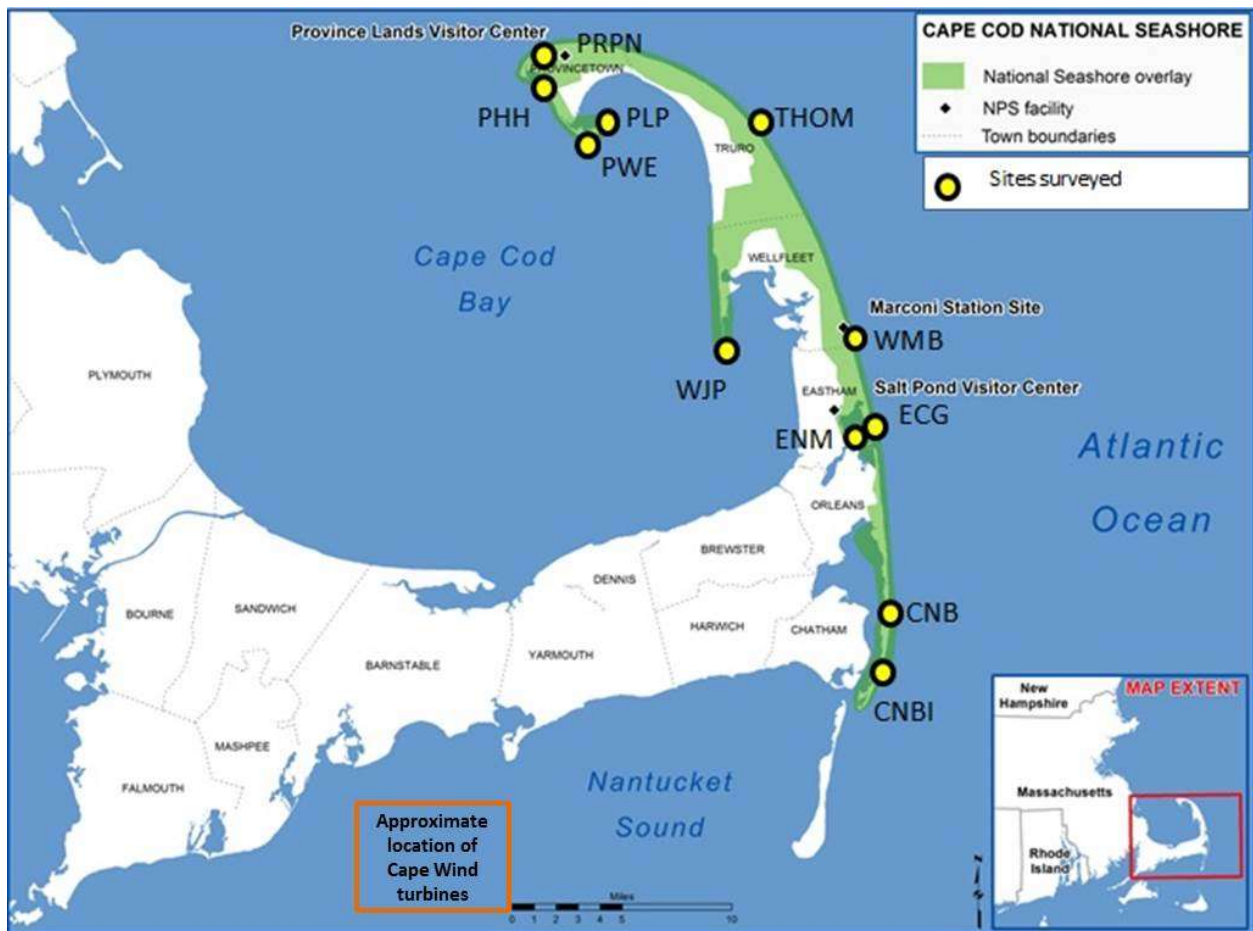 Province Lands Visitor Center
PRPN
PROVINCETOWN
PHH
PLP
PWE
THOM
TRURO
CAPE COD NATIONAL SEASHORE
National Seashore overlay
NPS facility
Town boundaries
Sites surveyed
Cape Cod
Bay
WELLFLEET
Marconi Station Site
WMB
WJP
PLYMOUTH
EASTHAM
Salt Pond Visitor Center
ECG
ENM
Atlantic
Ocean
ORLEANS
BREWSTER
DENNIS
BOURNE
SANDWICH
HARWICH
CHATHAM
CNB
YARMOUTH
BARNSTABLE
CNBI
MASHPEE
FALMOUTH
Nantucket
Sound
Approximate
location of
Cape Wind
turbines
Miles
0 1 2 3 4 5 10
N
New
Hampshire
MAP EXTENT
Massachusetts
Rhode
Island